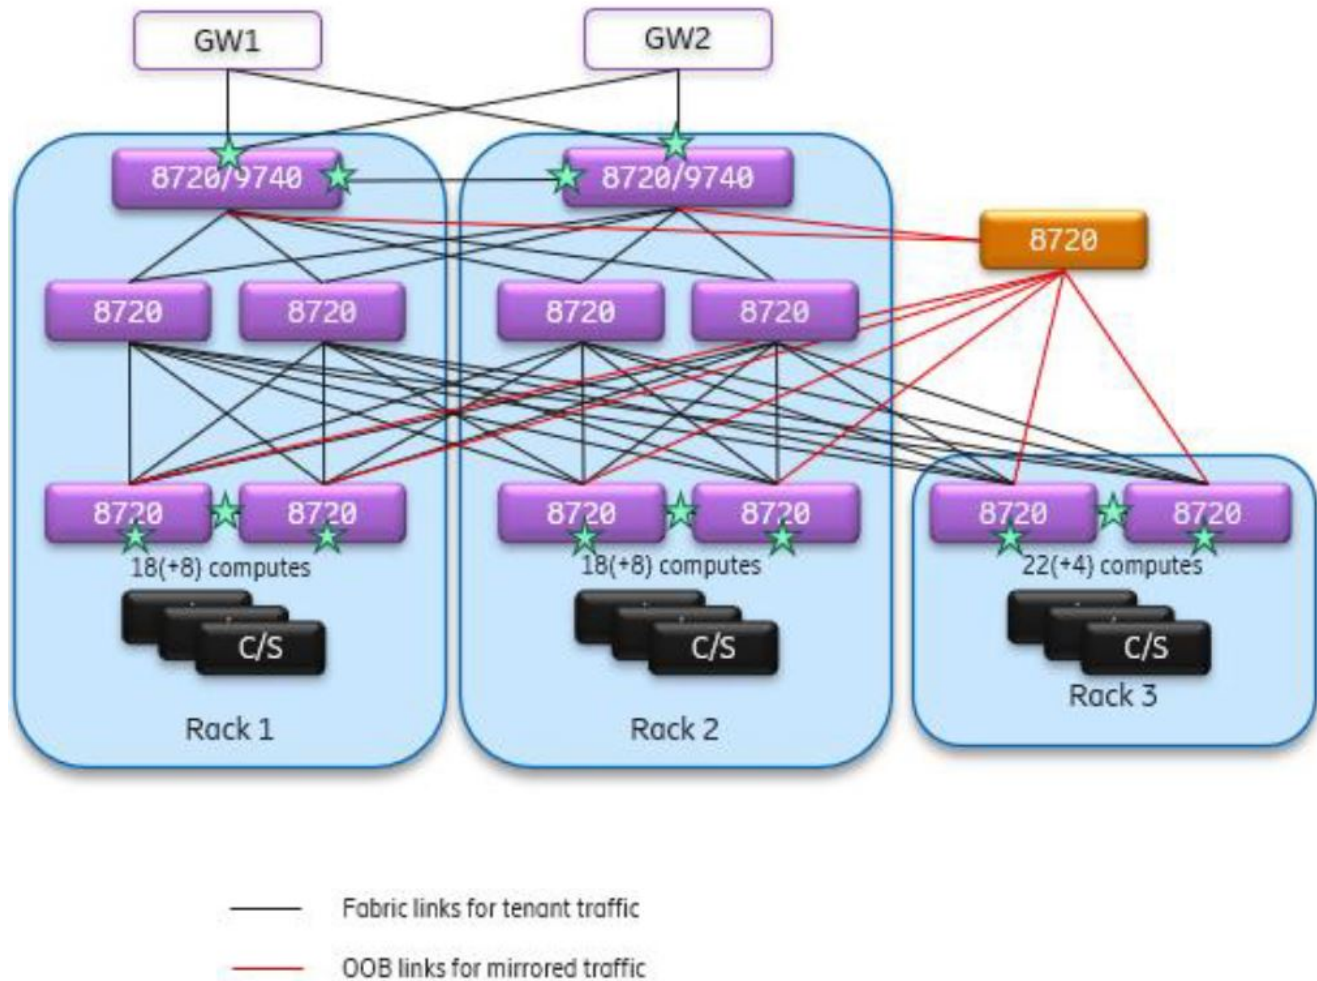 GW1
GW2
8720/9740
8720/9740
8720
8720
8720
8720
8720
8720
8720
8720
8720
8720
8720
18(+8) computes
18(+8) computes
22(+4) computes
C/S
C/S
C/S
Rack 3
Rack 1
Rack 2
Fabric links for tenant traffic
OOB links for mirrored traffic